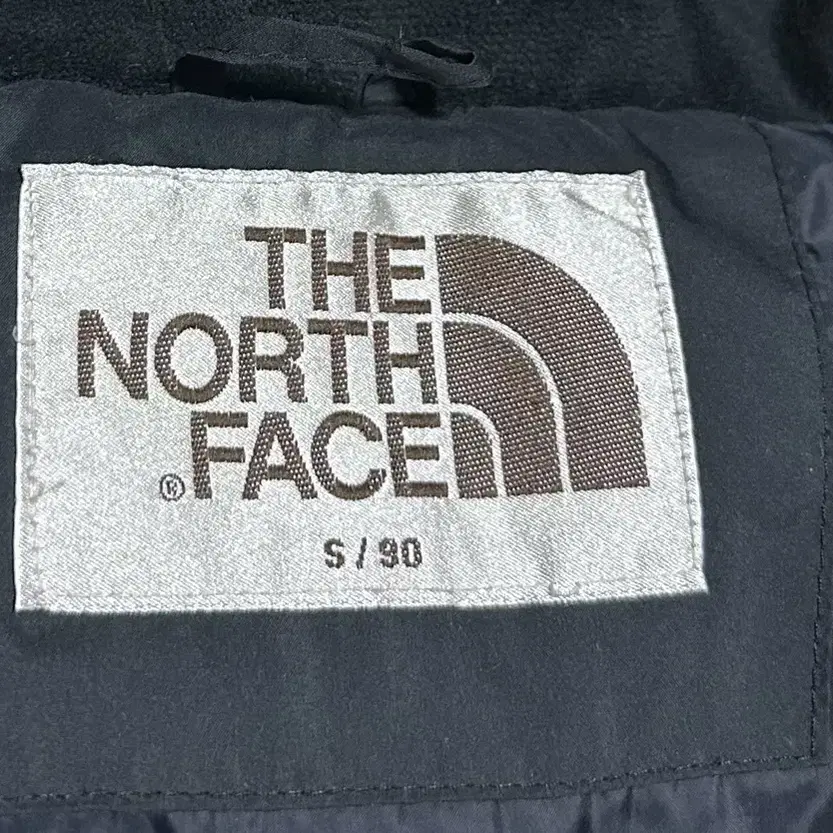 THE
NORTH
®FACE
S / 90